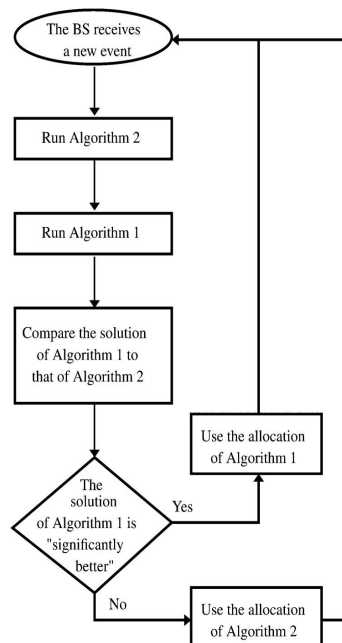 The BS receives
a new event
Run Algorithm 2
Run Algorithm 1
Compare the solution
of Algorithm 1 to
that of Algorithm 2
The
solution
of Algorithm 1 is
"significantly
better"
Yes
Use the allocation
of Algorithm 1
No
Use the allocation
of Algorithm 2